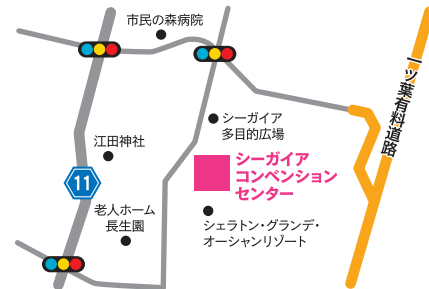 市民の森病院
一ツ葉有料道路
シーガイア
多目的広場
江田神社
シーガイア
コンベンション
センター
11
老人ホーム
長生園
シェラトン・グランデ・
オーシャンリゾート